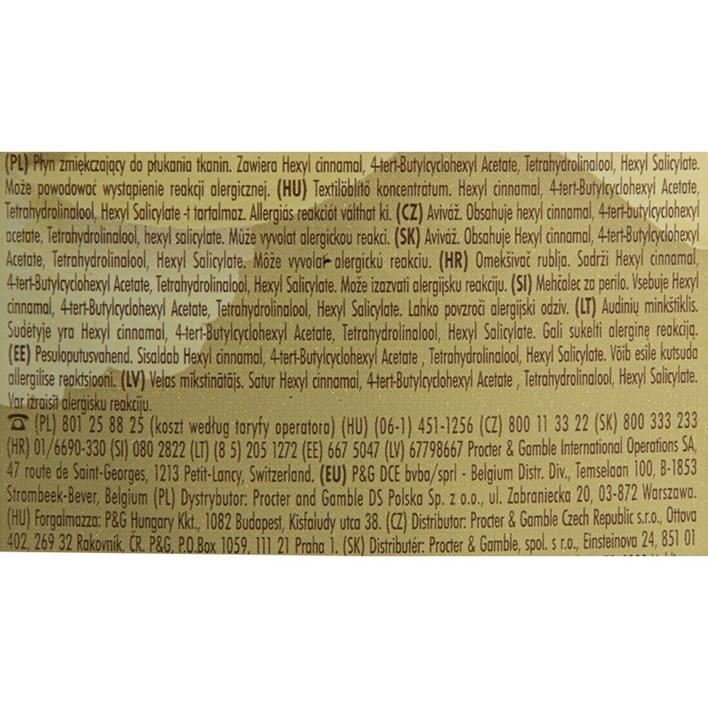 (PL) Płyn zmiękczający do płukania tkanin. Zawiera Hexyl cinnamal, 4-tert-Butylcyclohexyl Acetate, Tetrahydrolinalool, Hexyl Salicylate.
Może powodować wystąpienie reakcji alergicznej. (HU) Textilöblítő koncentrátum. Hexyl cinnamal, 4-tert-Butylcyclohexyl Acetate,
Tetrahydrolinalool, Hexyl Salicylate -t tartalmaz. Allergiás reakciót válthat ki. (CZ) Aviváž. Obsahuje hexyl cinnamal, 4-tert-butylcyclohexyl
acetate, Tetrahydrolinalool, hexyl salicylate. Může vyvolat alergickou reakci. (SK) Aviváž. Obsahuje Hexyl cinnamal, 4-tert-Butylcyclohexyl
Acetate, Tetrahydrolinalool, Hexyl Salicylate. Môže vyvolať alergickú reakciu. (HR) Omekšivač rublja. Sadrži Hexyl cinnamal,
4-tert-Butylcyclohexyl Acetate, Tetrahydrolinalool, Hexyl Salicylate. Može izazvati alergijsku reakciju. (SI) Mehčalec za perilo. Vsebuje Hexyl
cinnamal, 4-tert-Butylcyclohexyl Acetate, Tetrahydrolinalool, Hexyl Salicylate. Lahko povzroči alergijski odziv. (LT) Audinių minkštiklis.
Sudėtyje yra Hexyl cinnamal, 4-tert-Butylcyclohexyl Acetate, Tetrahydrolinalool, Hexyl Salicylate. Gali sukelti alerginę reakciją.
(EE) Pesuloputusvahend. Sisaldab Hexyl cinnamal, 4-tert-Butylcyclohexyl Acetate , Tetrahydrolinalool, Hexyl Salicylate. Võib esile kutsuda
allergilise reaktsiooni. (LV) Veļas mīkstinātājs. Satur Hexyl cinnamal, 4-tert-Butylcyclohexyl Acetate , Tetrahydrolinalool, Hexyl Salicylate.
Var izraisīt alerģisku reakciju.
☎ (PL) 801 25 88 25 (koszt według taryfy operatora) (HU) (06-1) 451-1256 (CZ) 800 11 33 22 (SK) 800 333 233
(HR) 01/6690-330 (SI) 080 2822 (LT) (8 5) 205 1272 (EE) 667 5047 (LV) 67798667 Procter & Gamble International Operations SA,
47 route de Saint-Georges, 1213 Petit-Lancy, Switzerland. (EU) P&G DCE bvba/sprl - Belgium Distr. Div., Temselaan 100, B-1853
Strombeek-Bever, Belgium (PL) Dystrybutor: Procter and Gamble DS Polska Sp. z o.o., ul. Zabraniecka 20, 03-872 Warszawa.
(HU) Forgalmazza: P&G Hungary Kkt., 1082 Budapest, Kisfaludy utca 38. (CZ) Distributor: Procter & Gamble Czech Republic s.r.o., Ottova
402, 269 32 Rakovník, ČR. P&G, P.O.Box 1059, 111 21 Praha 1. (SK) Distributér: Procter & Gamble, spol. s r.o., Einsteinova 24, 851 01